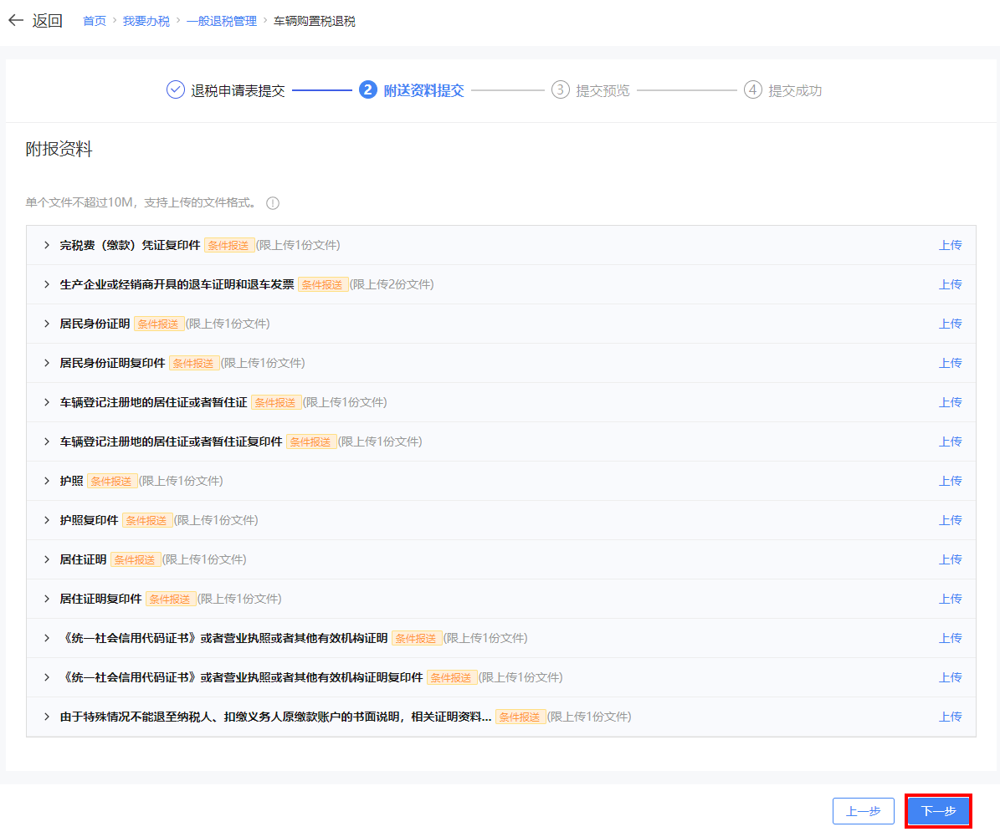 返回 首页 > 我要办税 > 一般退税管理 > 车辆购置税退税
退税申请表提交 2 附送资料提交 3 提交预览 4 提交成功
附报资料
单个文件不超过10M，支持上传的文件格式。
完税费（缴款）凭证复印件 条件报送 (限上传1份文件) 上传
生产企业或经销商开具的退车证明和退车发票 条件报送 (限上传2份文件) 上传
居民身份证明 条件报送 (限上传1份文件) 上传
居民身份证明复印件 条件报送 (限上传1份文件) 上传
车辆登记注册地的居住证或者暂住证 条件报送 (限上传1份文件) 上传
车辆登记注册地的居住证或者暂住证复印件 条件报送 (限上传1份文件) 上传
护照 条件报送 (限上传1份文件) 上传
护照复印件 条件报送 (限上传1份文件) 上传
居住证明 条件报送 (限上传1份文件) 上传
居住证明复印件 条件报送 (限上传1份文件) 上传
《统一社会信用代码证书》或者营业执照或者其他有效机构证明 条件报送 (限上传1份文件) 上传
《统一社会信用代码证书》或者营业执照或者其他有效机构证明复印件 条件报送 (限上传1份文件) 上传
由于特殊情况不能退至纳税人、扣缴义务人原缴款账户的书面说明，相关证明资料... 条件报送 (限上传1份文件) 上传
上一步 下一步